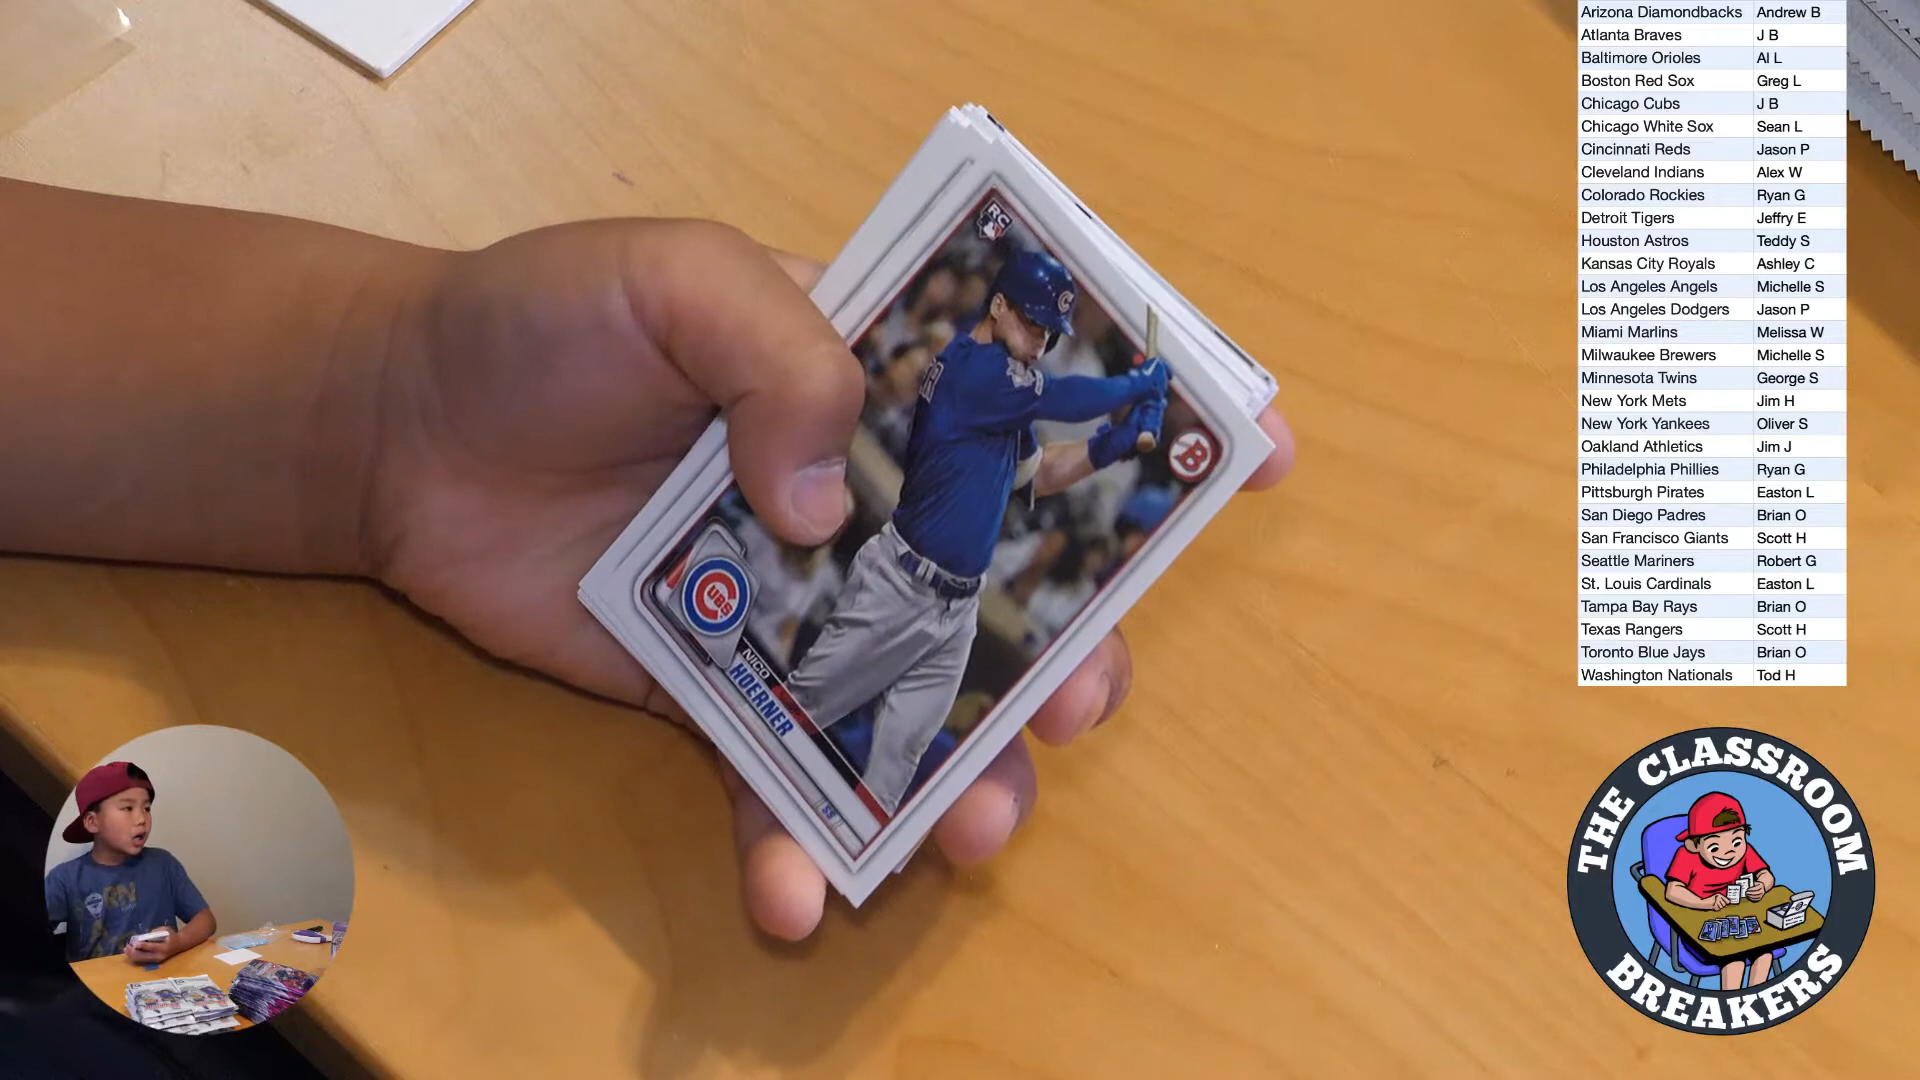 Arizona Diamondbacks Andrew B
Atlanta Braves J B
Baltimore Orioles Al L
Boston Red Sox Greg L
Chicago Cubs J B
Chicago White Sox Sean L
Cincinnati Reds Jason P
Cleveland Indians Alex W
Colorado Rockies Ryan G
Detroit Tigers Jeffry E
Houston Astros Teddy S
Kansas City Royals Ashley C
Los Angeles Angels Michelle S
Los Angeles Dodgers Jason P
Miami Marlins Melissa W
Milwaukee Brewers Michelle S
Minnesota Twins George S
New York Mets Jim H
New York Yankees Oliver S
Oakland Athletics Jim J
Philadelphia Phillies Ryan G
Pittsburgh Pirates Easton L
San Diego Padres Brian O
San Francisco Giants Scott H
Seattle Mariners Robert G
St. Louis Cardinals Easton L
Tampa Bay Rays Brian O
Texas Rangers Scott H
Toronto Blue Jays Brian O
Washington Nationals Tod H
RC
C
B
CUBS
NICO
HOERNER
SS
THE CLASSROOM
BREAKERS